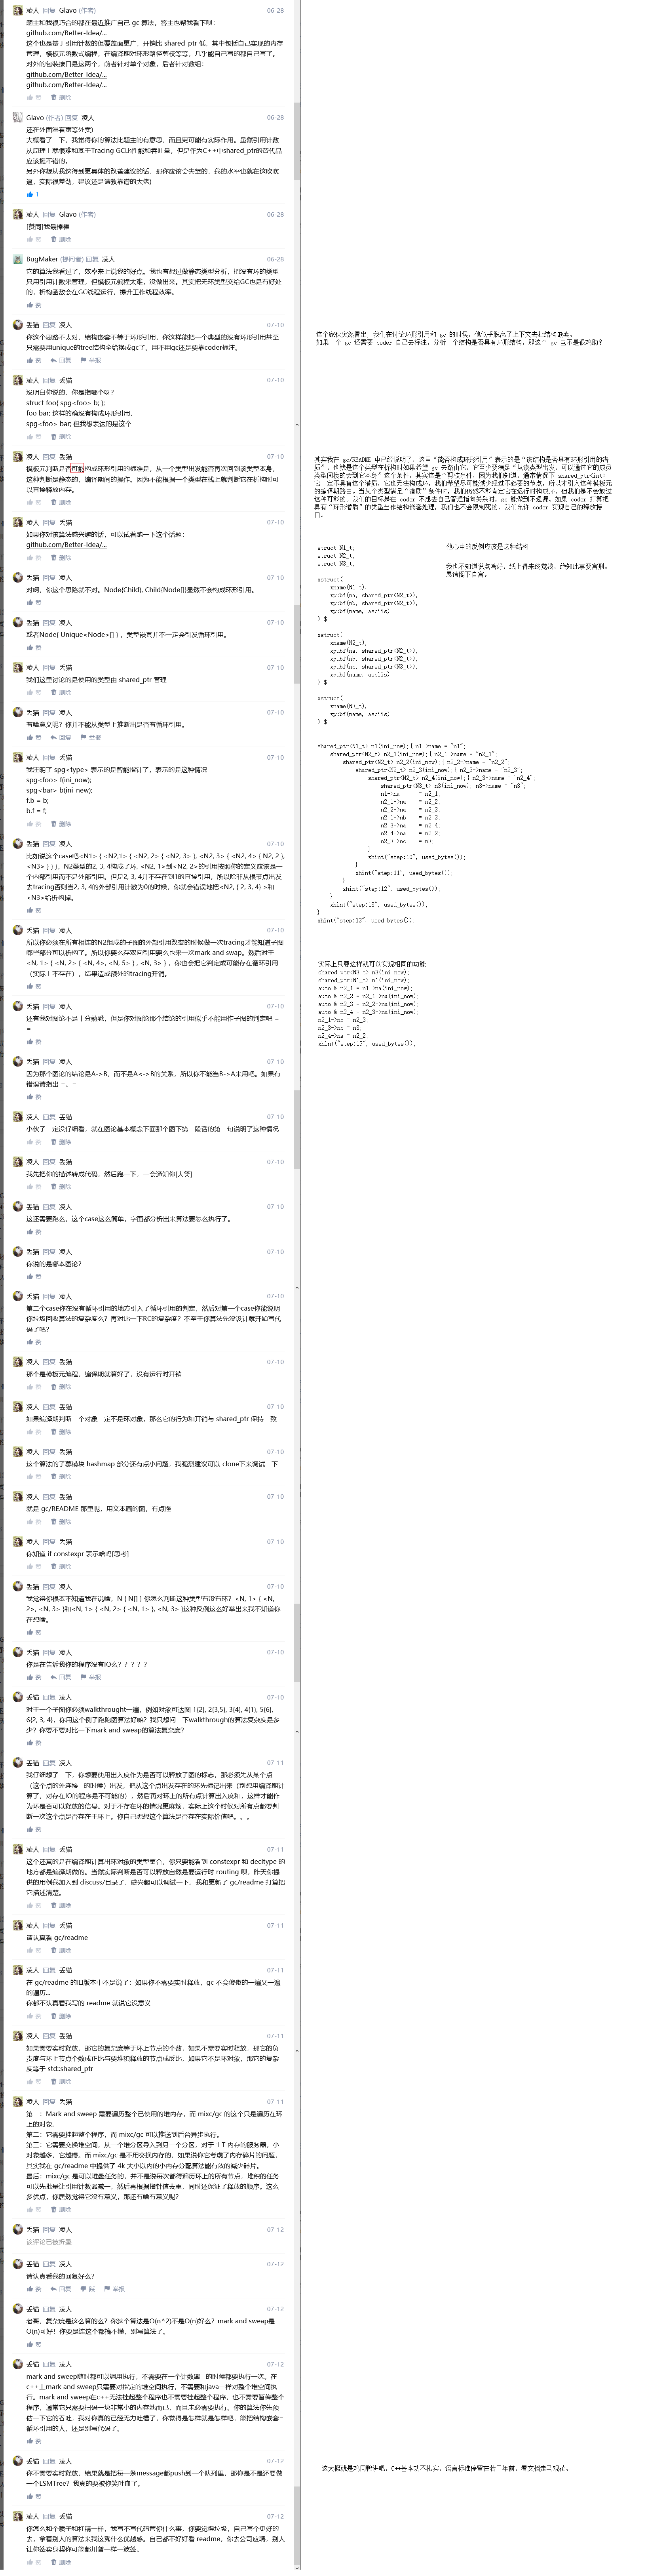 凌人 回复 Glavo (作者) 06-28
题主和我很巧合的都在最近推广自己 gc 算法，答主也帮我看下呗：
github.com/Better-Idea/...
这个也是基于引用计数的但覆盖面更广，开销比 shared_ptr 低，其中包括自己实现的内存
管理，模板元函数式编程，在编译期对环形路径剪枝等等，几乎能自己写的都自己写了。
对外的包装接口是这两个，前者针对单个对象，后者针对数组：
github.com/Better-Idea/...
github.com/Better-Idea/...
赞 删除
Glavo (作者) 回复 凌人 06-28
还在外面淋着雨等外卖)
大概看了一下，我觉得你的算法比题主的有意思，而且更可能有实际作用。虽然引用计数
从原理上就很难和基于Tracing GC比性能和吞吐量，但是作为C++中shared_ptr的替代品
应该挺不错的。
另外你想从我这得到更具体的改善建议的话，那你应该会失望的，我的水平也就在这吹吹
逼，实际很差劲，建议还是请教靠谱的大佬)
1
凌人 回复 Glavo (作者) 06-28
[赞同]我最棒棒
赞 删除
BugMaker (提问者) 回复 凌人 06-28
它的算法我看过了，效率来上说我的好点。我也有想过做静态类型分析，把没有环的类型
只用引用计数来管理，但模板元编程太难，没做出来。其实把无环类型交给GC也是有好处
的，析构函数会在GC线程运行，提升工作线程效率。
赞
丢猫 回复 凌人 07-10
你这个思路不太对，结构嵌套不等于环形引用，你这样能把一个典型的没有环形引用甚至
只需要用unique的tree结构全给换成gc了。用不用gc还是要靠coder标注。
赞 回复 举报
凌人 回复 丢猫 07-10
没明白你说的，你是指哪个呀?
struct foo{ spg<foo> b; };
foo bar; 这样的确没有构成环形引用，
spg<foo> bar; 但我想表达的是这个
赞 删除
凌人 回复 丢猫 07-10
模板元判断是否可能构成环形引用的标准是，从一个类型出发能否再次回到该类型本身，
这种判断是静态的，编译期间的操作。因为不能根据一个类型在线上就判断它在析构时可
以直接释放内存。
赞 删除
凌人 回复 丢猫 07-10
如果你对该算法感兴趣的话，可以试着跑一下这个话题：
github.com/Better-Idea/...
赞 删除
丢猫 回复 凌人 07-10
对啊，你这个思路就不对。Node(Child), Child(Node[])显然不会构成环形引用。
赞
丢猫 回复 凌人 07-10
或者Node{ Unique<Node>[] }，类型嵌套并不一定会引发循环引用。
赞
凌人 回复 丢猫 07-10
我们这里讨论的是使用的类型由 shared_ptr 管理
赞 删除
丢猫 回复 凌人 07-10
有啥意义呢？你并不能从类型上推断出是否有循环引用。
赞 回复 举报
凌人 回复 丢猫 07-10
我注明了 spg<type> 表示的是智能指针了，表示的是这种情况
spg<foo> f(ini_now);
spg<bar> b(ini_new);
f.b = b;
b.f = f;
赞 删除
丢猫 回复 凌人 07-10
比如说这个case吧<N1> { <N2,1> { <N2, 2> { <N2, 3> }, <N2, 3> { <N2, 4> { N2, 2 },
<N3> } } }。N2类型的2, 3, 4构成了环, <N2, 1>到<N2, 2>的引用按照你的定义应该是一
个内部引用而不是外部引用。但是2, 3, 4并不存在到1的直接引用，所以除非从根节点出发
去tracing否则当2, 3, 4的外部引用计数为0的时候，你就会错误地把<N2, { 2, 3, 4} >和
<N3>给析构掉。
赞
丢猫 回复 凌人 07-10
所以你必须在所有相连的N2组成的子图的外部引用改变的时候做一次tracing才能知道子图
哪些部分可以析构了。所以你要么存双向引用要么也来一次mark and swap。然后对于
<N, 1> { <N, 2> { <N, 4>, <N, 5> } , <N, 3> }，你也会把它判定成可能存在循环引用
（实际上不存在），结果造成额外的tracing开销。
赞
丢猫 回复 凌人 07-10
还有我对图论不是十分熟悉，但是你对图论那个结论的引用似乎不能用作子图的判定吧 =
=
赞
丢猫 回复 凌人 07-10
因为那个图论的结论是A->B，而不是A<->B的关系，所以你不能当B->A来用吧。如果有
错误请指出 =。=
赞
凌人 回复 丢猫 07-10
小伙子一定没仔细看，就在图论基本概念下面那个图下第二段话的第一句说明了这种情况
赞 删除
凌人 回复 丢猫 07-10
我先把你的描述转成代码，然后跑一下，一会通知你[大笑]
赞 删除
丢猫 回复 凌人 07-10
这还需要跑么，这个case这么简单，字面都分析出来算法要怎么执行了。
赞
丢猫 回复 凌人 07-10
你说的是哪本图论?
赞
丢猫 回复 凌人 07-10
第二个case你在没有循环引用的地方引入了循环引用的判定，然后对第一个case你能说明
你垃圾回收算法的复杂度么？再对比一下RC的复杂度？不至于你算法先没设计就开始写代
码了吧？
赞
凌人 回复 丢猫 07-10
那个是模板元编程，编译期就算好了，没有运行时开销
赞 删除
凌人 回复 丢猫 07-10
如果编译期判断一个对象一定不是环对象，那么它的行为和开销与 shared_ptr 保持一致
赞 删除
凌人 回复 丢猫 07-10
这个算法的子慕模块 hashmap 部分还有点小问题，我强烈建议可以 clone下来调试一下
赞 删除
凌人 回复 丢猫 07-10
就是 gc/README 那里呢，用文本画的图，有点挫
赞 删除
凌人 回复 丢猫 07-10
你知道 if constexpr 表示啥吗[思考]
赞 删除
丢猫 回复 凌人 07-10
我觉得你根本不知道我在说啥，N { N[] } 你怎么判断这种类型有没有环？<N, 1> { <N,
2>, <N, 3> }和<N, 1> { <N, 2> { <N, 1> }, <N, 3> }这种反例这么好举出来我不知道你
在想啥。
赞
丢猫 回复 凌人 07-10
你是在告诉我你的程序没有IO么？？？？？
赞 回复 举报
丢猫 回复 凌人 07-10
对于一个子图你必须walkthrought一遍，例如对象可达图 1(2), 2(3,5), 3(4), 4(1), 5(6),
6(2, 3, 4)，你用这个例子跑跑图算法好嘛？我只想问一下walkthrough的算法复杂度是多
少？你要不要对比一下mark and sweap的算法复杂度？
赞
丢猫 回复 凌人 07-11
我仔细想了一下，你想要使用出入度作为是否可以释放子图的标志，那必须先从某个点
（这个点的外连接--的时候）出发，把从这个点出发存在的环先标记出来（别想用编译期计
算了，对存在IO的程序是不可能的），然后再对环上的所有点计算出入度和，这样才能作
为环是否可以释放的信号。对于不存在环的情况更麻烦，实际上这个时候对所有点都要判
断一次这个点是否存在于环上。你自己想想这个算法是否存在实际价值吧。。。
赞
凌人 回复 丢猫 07-11
这个还真的是在编译期计算出环对象的类型集合，你只要能看到 constexpr 和 decltype 的
地方都是编译期做的。当然实际判断是否可以释放自然是要运行时 routing 呗，昨天你提
供的用例我加入到 discuss/目录了，感兴趣可以调试一下。我和更新了 gc/readme 打算把
它描述清楚。
赞 删除
凌人 回复 丢猫 07-11
请认真看 gc/readme
赞 删除
凌人 回复 丢猫 07-11
在 gc/readme 的旧版本中不是说了：如果你不需要实时释放，gc 不会傻傻的一遍又一遍
的遍历...
你都不认真看我写的 readme 就说它没意义
赞 删除
凌人 回复 丢猫 07-11
如果需要实时释放，那它的复杂度等于环上节点的个数，如果不需要实时释放，那它的负
责度与环上节点个数成正比与要堆积释放的节点成反比，如果它不是环对象，那它的复杂
度等于 std::shared_ptr
赞 删除
凌人 回复 丢猫 07-11
第一：Mark and sweep 需要遍历整个已使用的堆内存，而 mixc/gc 的这个只是遍历在环
上的对象。
第二：它需要挂起整个程序，而 mixc/gc 可以推送到后台异步执行。
第三：它需要交换堆空间，从一个堆分区导入到另一个分区，对于 1 T 内存的服务器，小
对象越多，它越慢。而 mixc/gc 是不用交换内存的，如果说你它考虑了内存碎片的问题，
其实我在 gc/readme 中提供了 4k 大小以内的小内存分配算法能有效的减少碎片。
最后：mixc/gc 是可以堆叠任务的，并不是说每次都得遍历环上的所有节点，堆积的任务
可以先批量让引用计数器减一，然后再根据指针值去重，同时还保证了释放的顺序。这么
多优点，你居然觉得它没有意义，那还有啥有意义呢？
赞 删除
丢猫 回复 凌人 07-12
该评论已被折叠
丢猫 回复 凌人 07-12
请认真看我的回复好么？
赞 回复 踩 举报
丢猫 回复 凌人 07-12
老哥，复杂度是这么算的么？你这个算法是O(n^2)不是O(n)好么？mark and sweap是
O(n)可好！你要是连这个都搞不懂，别写算法了。
赞
丢猫 回复 凌人 07-12
mark and sweep随时都可以调用执行，不需要在一个计数器--的时候都要执行一次。在
c++上mark and sweep只需要对指定的堆空间执行，不需要和java一样对整个堆空间执
行。mark and sweep在c++无法挂起整个程序也不需要挂起整个程序，也不需要暂停整个
程序，通常它只需要扫码一块非常小的内存池而已，而且未必需要执行。你的算法你先预
估一下它的吞吐，我对你真的已经无力吐槽了，你觉得是怎样就是怎样吧，能把结构嵌套=
循环引用的人，还是别写代码了。
赞
丢猫 回复 凌人 07-12
你不需要实时释放，结果就是把每一条message都push到一个队列里，那你是不是还要做
一个LSMTree？我真的要被你笑吐血了。
赞
凌人 回复 丢猫 07-12
你怎么和个喷子和杠精一样，我写不写代码管你什么事，你要觉得垃圾，自己写个更好的
去，拿着别人的算法来我这秀什么优越感。自己都不好好看 readme，你去公司应聘，别人
让你签卖身契你可能都川普一样一波签。
赞 删除
这个家伙突然冒出，我们在讨论环形引用和 gc 的时候，他似乎脱离了上下文去扯结构嵌套。
如果一个 gc 还需要 coder 自己去标注，分析一个结构是否具有环形结构，那这个 gc 岂不是很鸡肋？
其实我在 gc/README 中已经说明了，这里“能否构成环形引用”表示的是“该结构是否具有环形引用的潜
质”。也就是这个类型在析构时如果希望 gc 去路由它，它至少要满足“从该类型出发，可以通过它的成员
类型间接的会到它本身”这个条件，其实这是个剪枝条件，因为我们知道，通常情况下 shared_ptr<int>
它一定不具备这个潜质，它也无法构成环，我们希望尽可能减少经过不必要的节点，所以才引入这种模板元
的编译期路由。当某个类型满足“潜质”条件时，我们仍然不能肯定它在运行时构成环，但我们是不会放过
这种可能的。我们的目标是在 coder 不想去自己管理指向关系时，gc 能做到不遗漏。如果 coder 打算把
具有“环形潜质”的类型当作结构嵌套处理，我们也不会限制死的，我们允许 coder 实现自己的释放接
口。
struct N1_t;
struct N2_t;
struct N3_t;
他心中的反例应该是这种结构
我也不知谁说点啥好，纸上得来终觉浅，绝知此事要宫刑。
恳请阁下自宫。
xstruct(
xname(N1_t),
xpubf(na, shared_ptr<N2_t>),
xpubf(nb, shared_ptr<N2_t>),
xpubf(name, asciis)
) $
xstruct(
xname(N2_t),
xpubf(na, shared_ptr<N2_t>),
xpubf(nb, shared_ptr<N2_t>),
xpubf(nc, shared_ptr<N3_t>),
xpubf(name, asciis)
) $
xstruct(
xname(N3_t),
xpubf(name, asciis)
) $
shared_ptr<N1_t> n1(ini_now);{ n1->name = "n1";
shared_ptr<N2_t> n2_1(ini_now);{ n2_1->name = "n2_1";
shared_ptr<N2_t> n2_2(ini_now);{ n2_2->name = "n2_2";
shared_ptr<N2_t> n2_3(ini_now);{ n2_3->name = "n2_3";
shared_ptr<N2_t> n2_4(ini_now);{ n2_3->name = "n2_4";
shared_ptr<N3_t> n3(ini_now); n3->name = "n3";
n1->na = n2_1;
n2_1->na = n2_2;
n2_2->na = n2_3;
n2_1->nb = n2_3;
n2_3->na = n2_4;
n2_4->na = n2_2;
n2_3->nc = n3;
}
xhint("step:10", used_bytes());
}
xhint("step:11", used_bytes());
}
xhint("step:12", used_bytes());
}
xhint("step:13", used_bytes());
}
xhint("step:13", used_bytes());
实际上只要这样就可以实现相同的功能
shared_ptr<N3_t> n3(ini_now);
shared_ptr<N1_t> n1(ini_now);
auto & n2_1 = n1->na(ini_now);
auto & n2_2 = n2_1->na(ini_now);
auto & n2_3 = n2_2->na(ini_now);
auto & n2_4 = n2_3->na(ini_now);
n2_1->nb = n2_3;
n2_3->nc = n3;
n2_4->na = n2_2;
xhint("step:15", used_bytes());
这大概就是鸡同鸭讲吧，C++基本功不扎实，语言标准停留在若干年前，看文档走马观花。